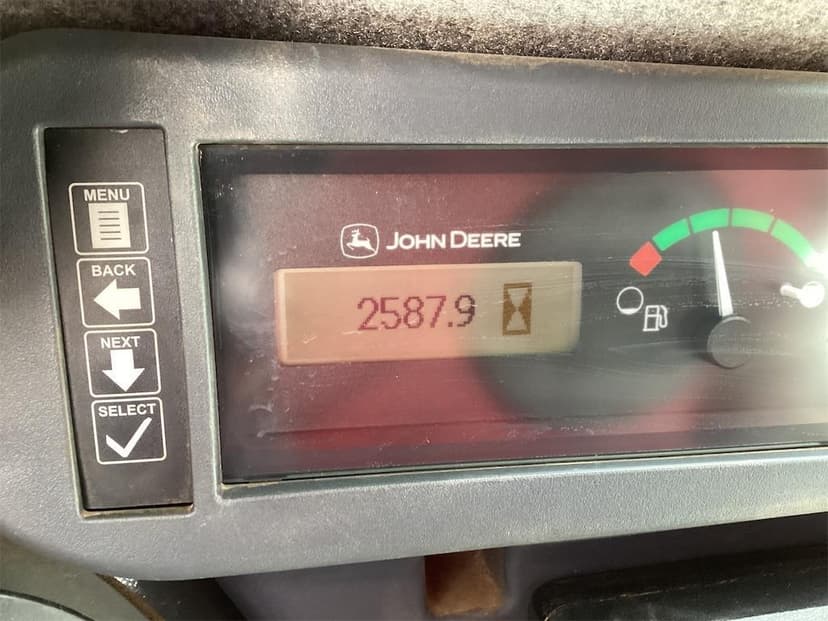 MENU
BACK
NEXT
SELECT
JOHN DEERE
2587.9